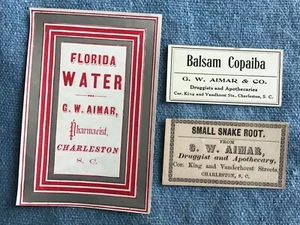 FLORIDA
WATER
G. W. AIMAR,
Pharmacist,
CHARLESTON
S. C.
Balsam Copaiba
G. W. AIMAR & CO.
Druggists and Apothecaries
Cor. King and Vanderhorst Sts., Charleston, S. C.
SMALL SNAKE ROOT.
FROM
G. W. AIMAR,
Druggist and Apothecary,
Cor. King and Vanderhorst Streets,
CHARLESTON, S. C.